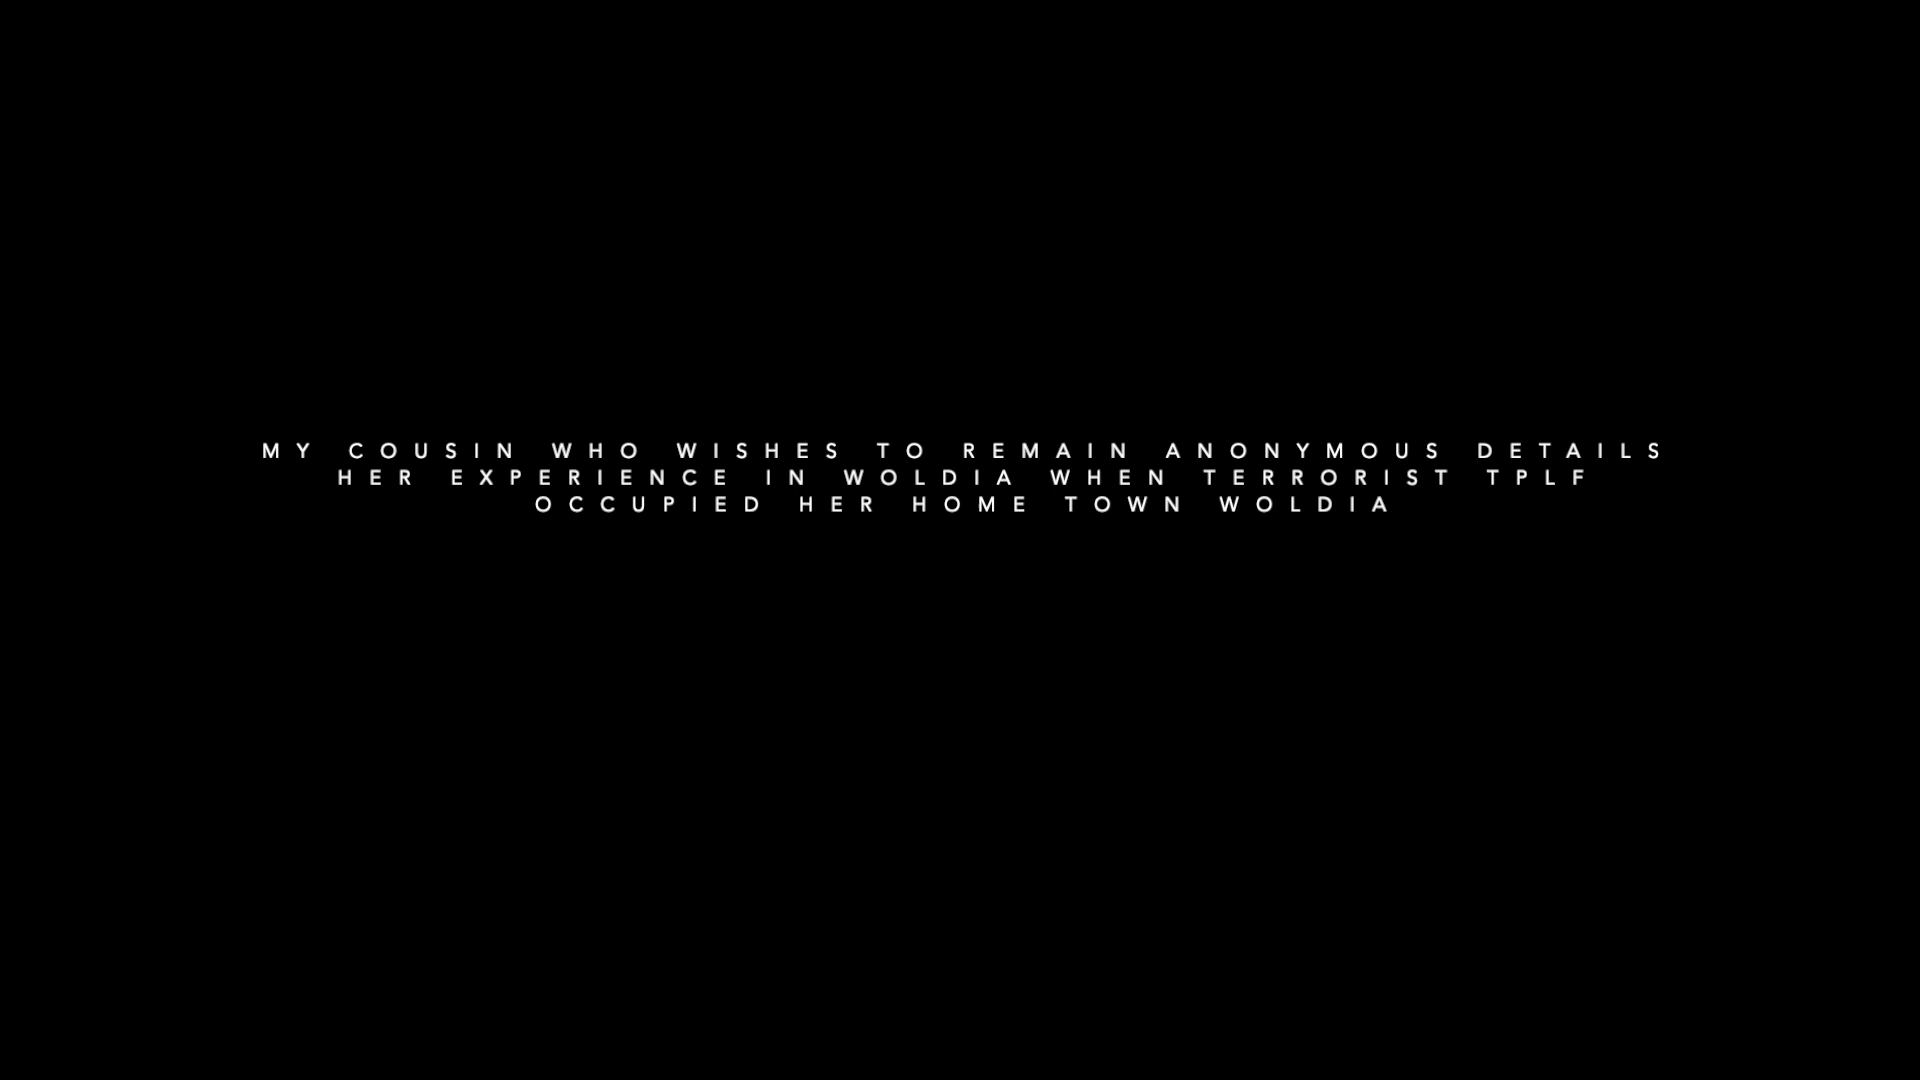 MY COUSIN WHO WISHES TO REMAIN ANONYMOUS DETAILS
HER EXPERIENCE IN WOLDIA WHEN TERRORIST TPLF
OCCUPIED HER HOME TOWN WOLDIA